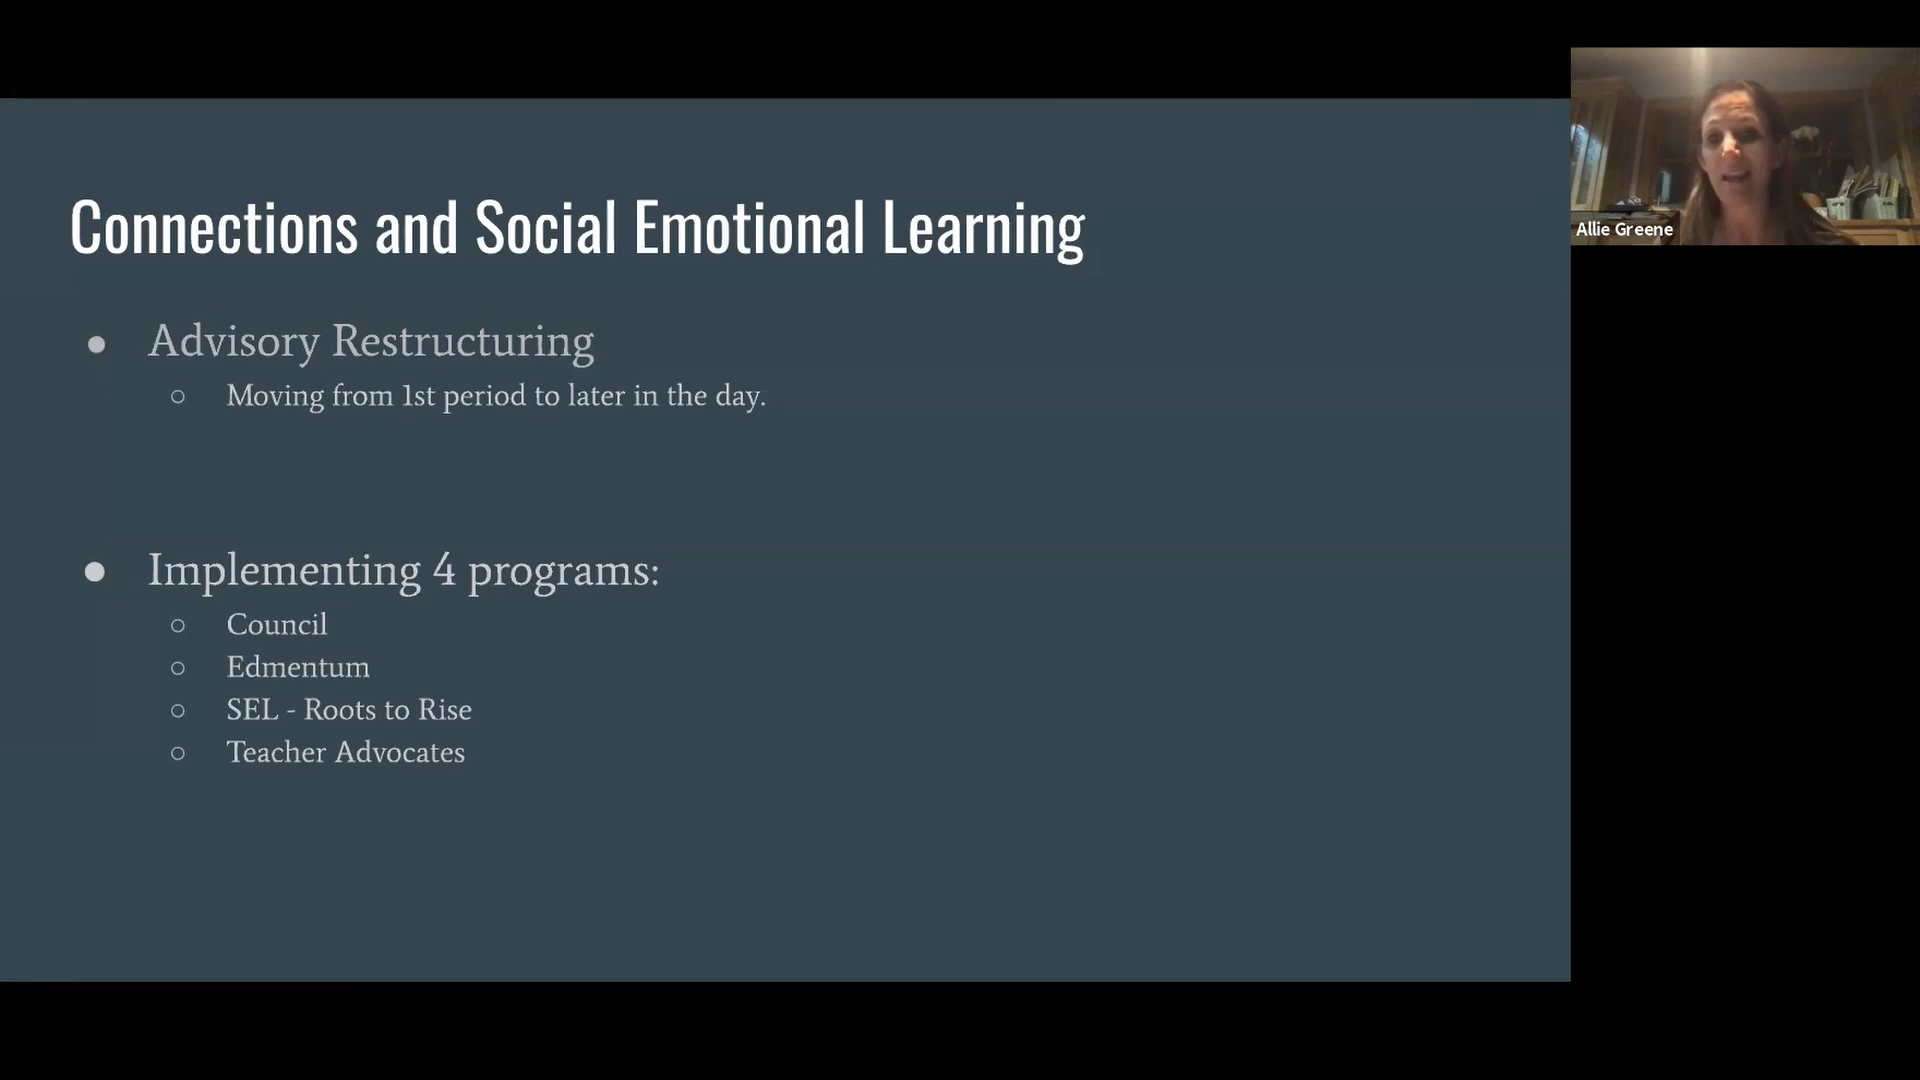 Connections and Social Emotional Learning
● Advisory Restructuring
○ Moving from 1st period to later in the day.
● Implementing 4 programs:
○ Council
○ Edmentum
○ SEL - Roots to Rise
○ Teacher Advocates
Allie Greene